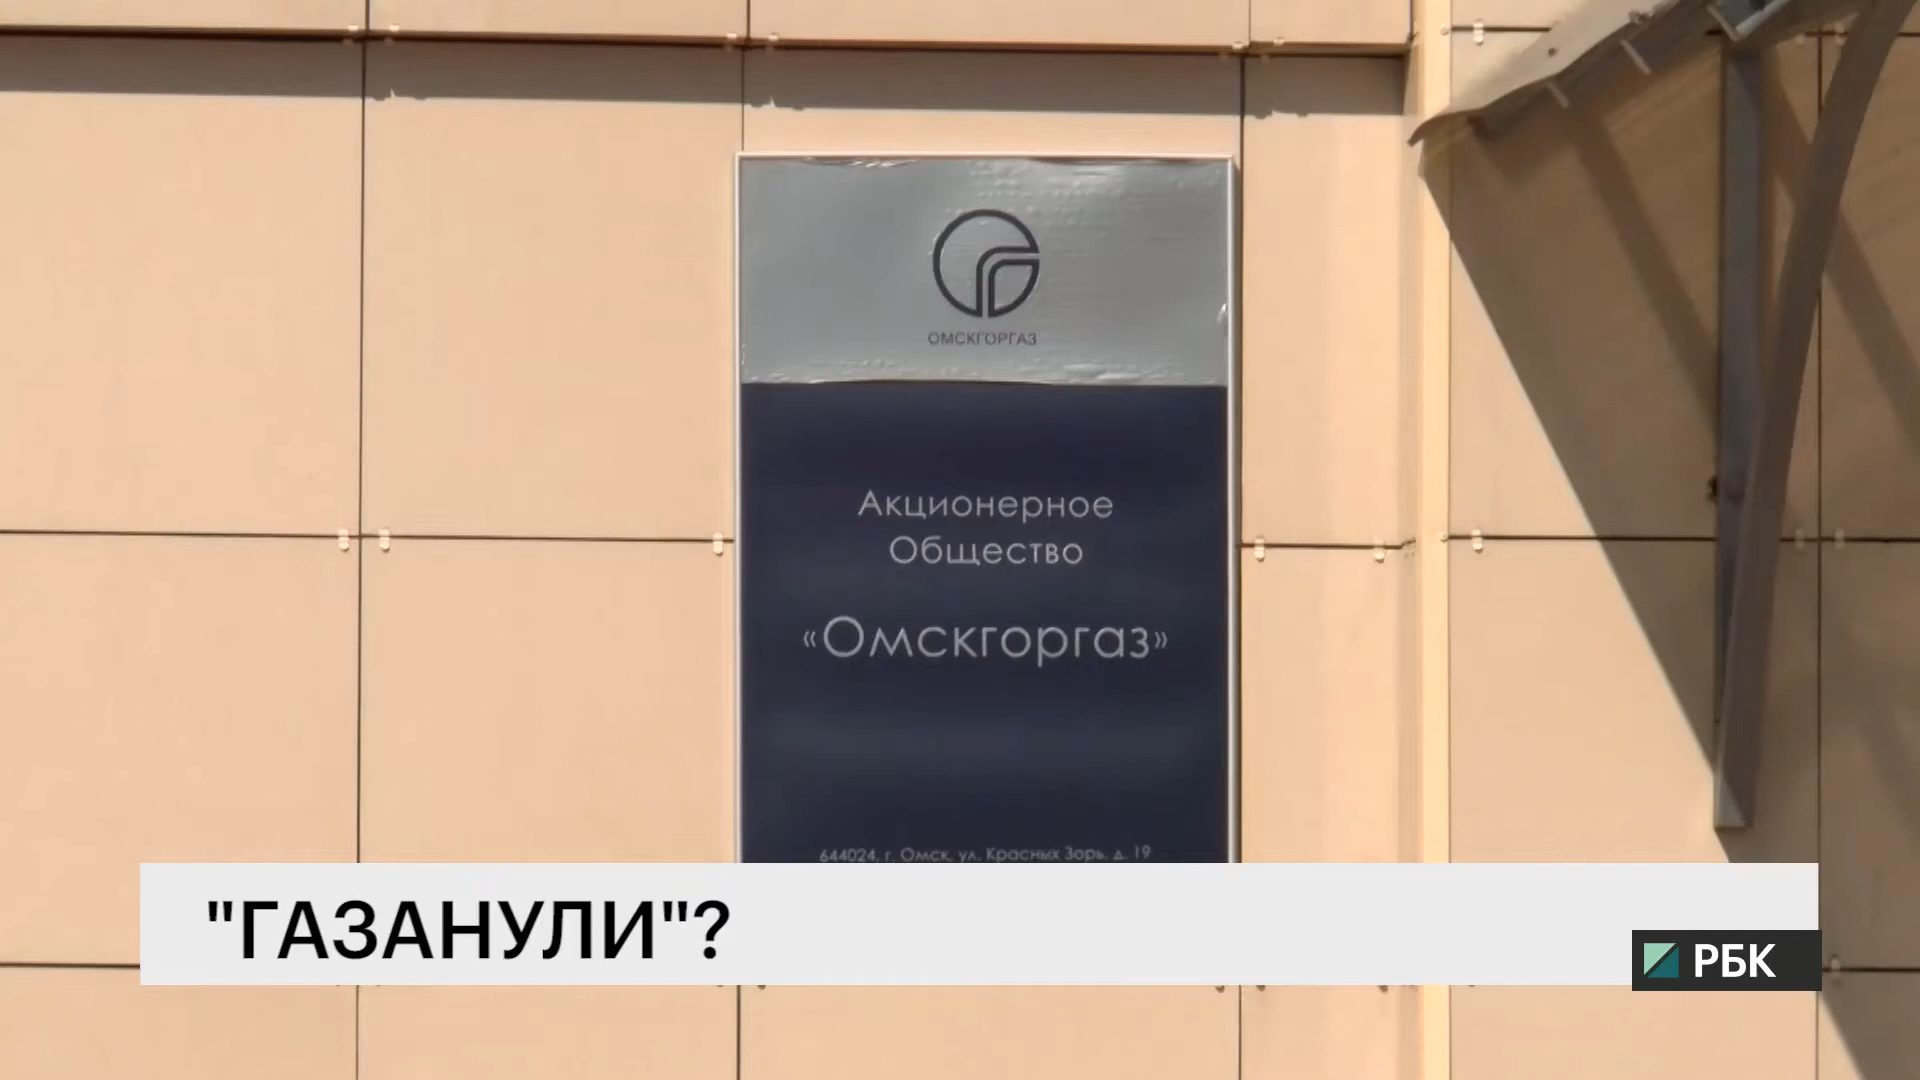 ОМСКГОРГАЗ
Акционерное
Общество
«Омскгоргаз»
644024, г. Омск, ул. Красных Зорь, д. 19
"ГАЗАНУЛИ"?
РБК